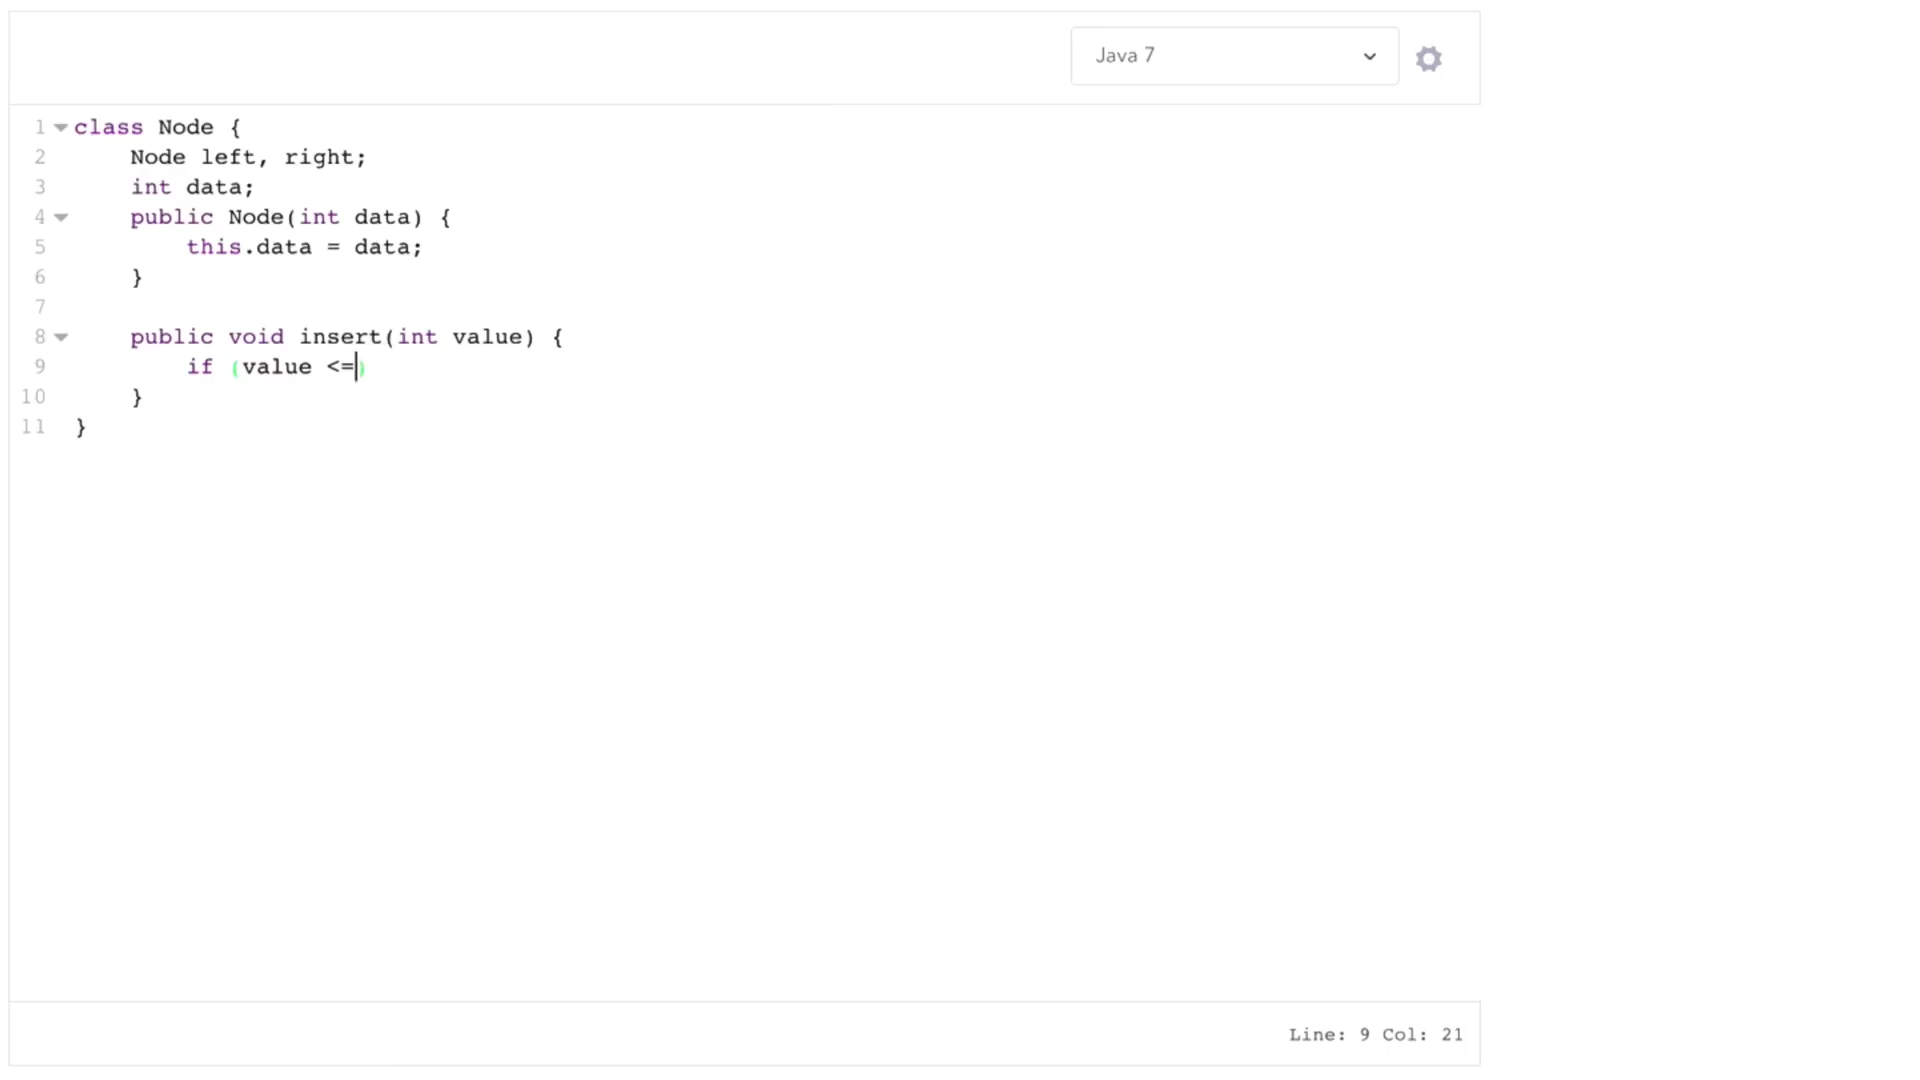 Java 7
1 class Node {
2 Node left, right;
3 int data;
4 public Node(int data) {
5 this.data = data;
6 }
7
8 public void insert(int value) {
9 if (value <=)
10 }
11 }
Line: 9 Col: 21